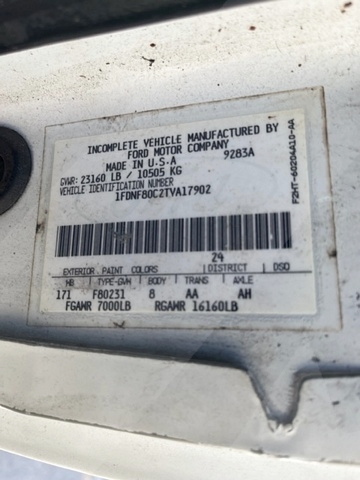 INCOMPLETE VEHICLE MANUFACTURED BY
FORD MOTOR COMPANY
MADE IN U.S.A 9283A
GVWR: 23160 LB / 10505 KG
VEHICLE IDENTIFICATION NUMBER
1FDNF80C2TVA17902
F2HT-60204A10-AA
24
EXTERIOR PAINT COLORS DISTRICT DSO
WB TYPE-GVW BODY TRANS AXLE
171 F80231 8 AA AH
FGAWR 7000LB RGAWR 16160LB